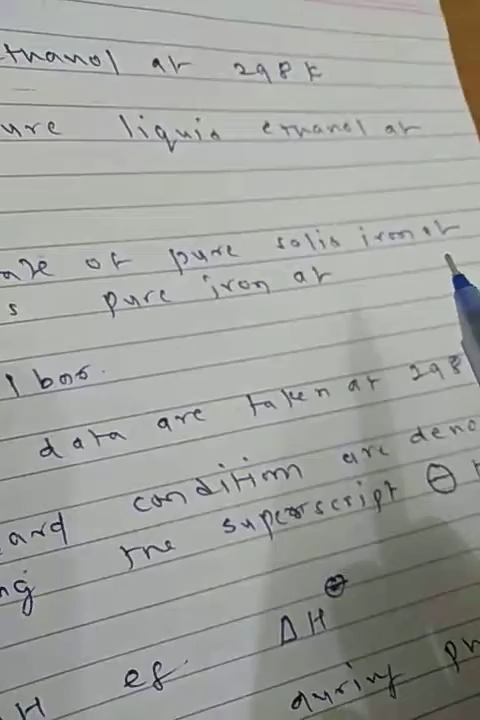 ethanol at 298 K
ure liquid ethanol at
ate of pure solid iron at
s pure iron at
1 bar.
data are taken at 298
ard condition are deno
ng the superscript ⊖
ΔH⊖
H of
during